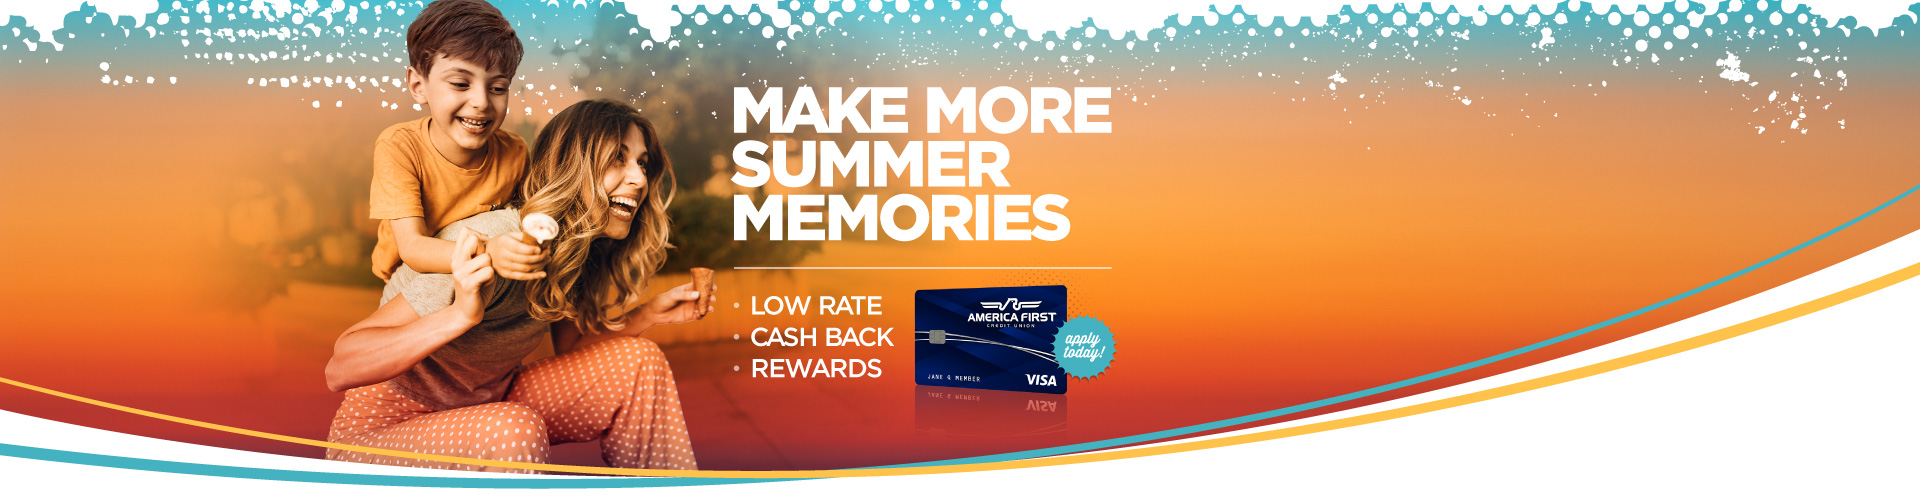 MAKE MORE
SUMMER
MEMORIES
• LOW RATE
• CASH BACK
• REWARDS
AMERICA FIRST
CREDIT UNION
JANE G MEMBER
VISA
apply
today!